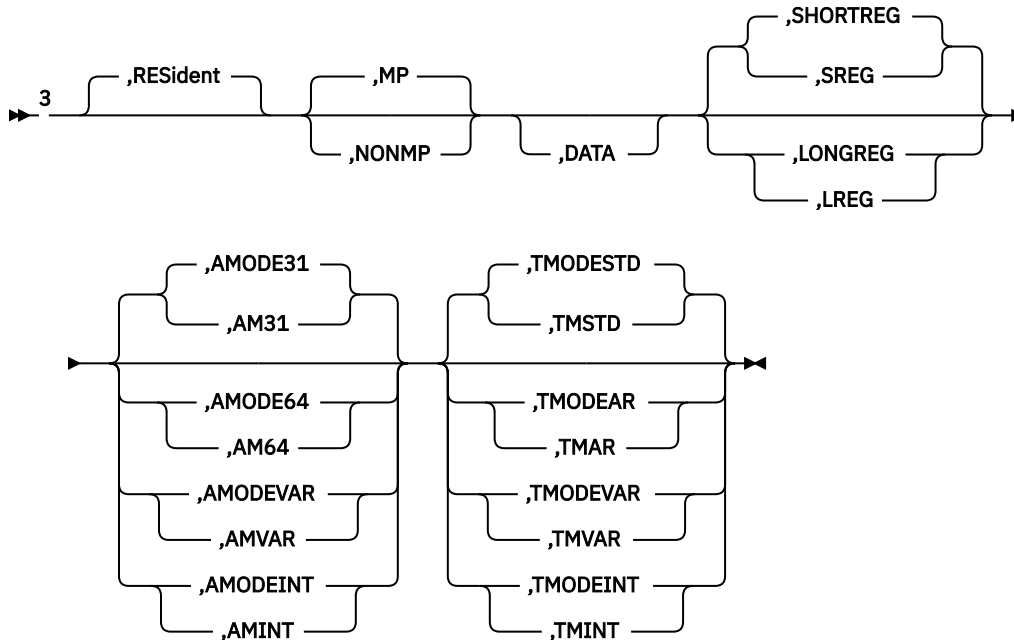 ,SHORTREG
,RESident ,MP ,SREG
3
,NONMP ,DATA ,LONGREG
,LREG
,AMODE31 ,TMODESTD
,AM31 ,TMSTD
,AMODE64 ,TMODEAR
,AM64 ,TMAR
,AMODEVAR ,TMODEVAR
,AMVAR ,TMVAR
,AMODEINT ,TMODEINT
,AMINT ,TMINT